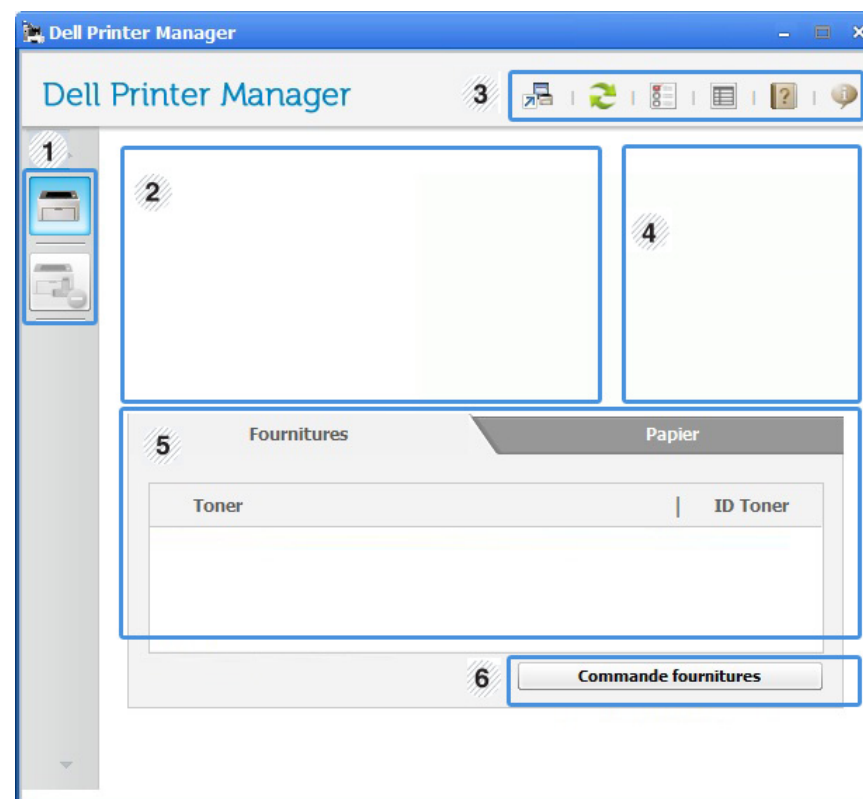 Dell Printer Manager
Dell Printer Manager
3
1
2
4
5
Fournitures
Papier
Toner | ID Toner
6
Commande fournitures